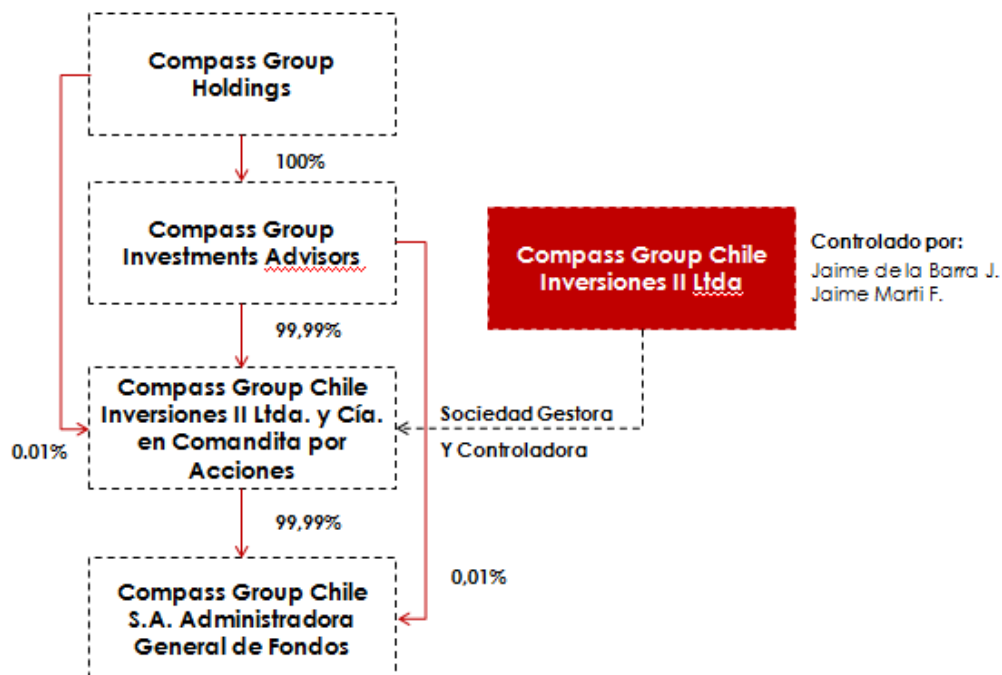 Compass Group
Holdings
100%
Compass Group
Investments Advisors
Compass Group Chile
Inversiones II Ltda
Controlado por:
Jaime de la Barra J.
Jaime Marti F.
99,99%
Compass Group Chile
Inversiones II Ltda. y Cía.
en Comandita por
Acciones
Sociedad Gestora
Y Controladora
0.01%
99,99%
0,01%
Compass Group Chile
S.A. Administradora
General de Fondos